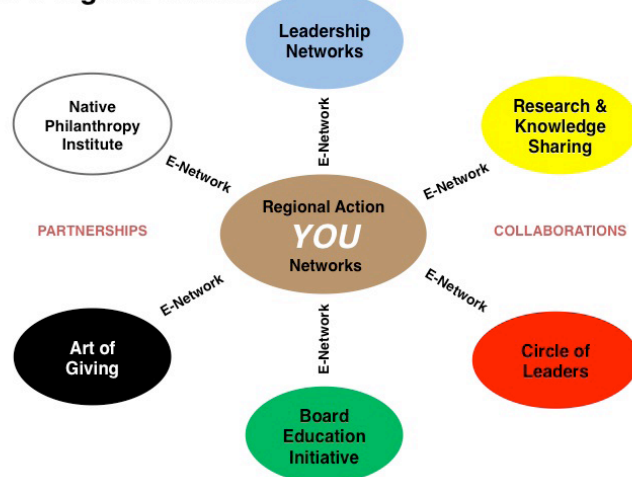 Leadership
Networks
Native
Philanthropy
Institute
Research &
Knowledge
Sharing
E-Network
E-Network
E-Network
Regional Action
YOU
Networks
PARTNERSHIPS
COLLABORATIONS
E-Network
E-Network
E-Network
Art of
Giving
Circle of
Leaders
Board
Education
Initiative